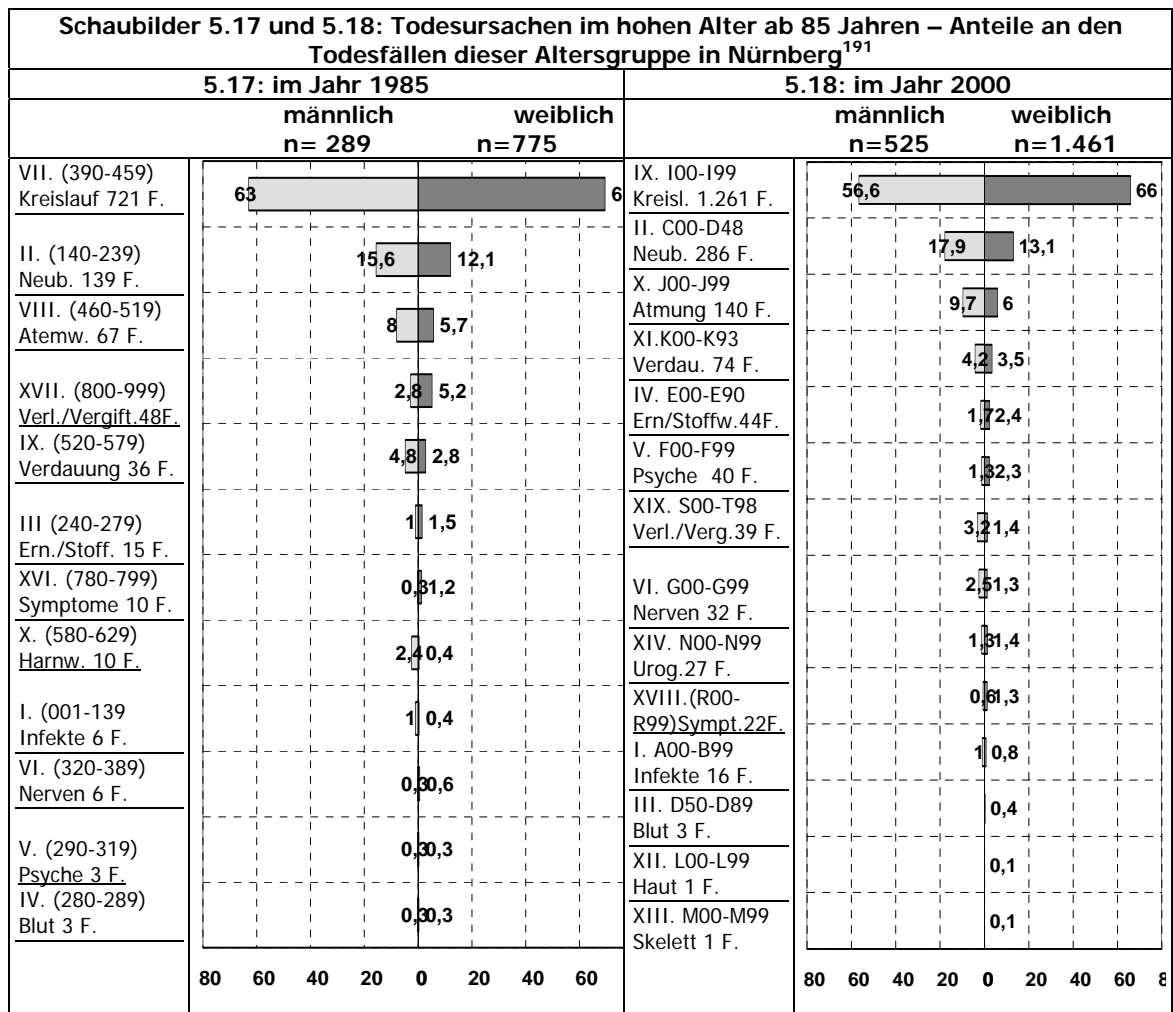 Schaubilder 5.17 und 5.18: Todesursachen im hohen Alter ab 85 Jahren – Anteile an den
Todesfällen dieser Altersgruppe in Nürnberg191
5.17: im Jahr 1985
männlich weiblich
n= 289 n=775
VII. (390-459)
Kreislauf 721 F.
63 6
II. (140-239)
Neub. 139 F.
15,6 12,1
VIII. (460-519)
Atemw. 67 F.
8 5,7
XVII. (800-999)
Verl./Vergift.48F.
2,8 5,2
IX. (520-579)
Verdauung 36 F.
4,8 2,8
III (240-279)
Ern./Stoff. 15 F.
1 1,5
XVI. (780-799)
Symptome 10 F.
0,3 1,2
X. (580-629)
Harnw. 10 F.
2,4 0,4
I. (001-139
Infekte 6 F.
1 0,4
VI. (320-389)
Nerven 6 F.
0,3 0,6
V. (290-319)
Psyche 3 F.
0,3 0,3
IV. (280-289)
Blut 3 F.
0,3 0,3
80 60 40 20 0 20 40 60
5.18: im Jahr 2000
männlich weiblich
n=525 n=1.461
IX. I00-I99
Kreisl. 1.261 F.
56,6 66
II. C00-D48
Neub. 286 F.
17,9 13,1
X. J00-J99
Atmung 140 F.
9,7 6
XI.K00-K93
Verdau. 74 F.
4,2 3,5
IV. E00-E90
Ern/Stoffw.44F.
1,7 2,4
V. F00-F99
Psyche 40 F.
1,3 2,3
XIX. S00-T98
Verl./Verg.39 F.
3,2 1,4
VI. G00-G99
Nerven 32 F.
2,5 1,3
XIV. N00-N99
Urog.27 F.
1,3 1,4
XVIII.(R00-
R99)Sympt.22F.
0,6 1,3
I. A00-B99
Infekte 16 F.
1 0,8
III. D50-D89
Blut 3 F.
0,4
XII. L00-L99
Haut 1 F.
0,1
XIII. M00-M99
Skelett 1 F.
0,1
80 60 40 20 0 20 40 60 8